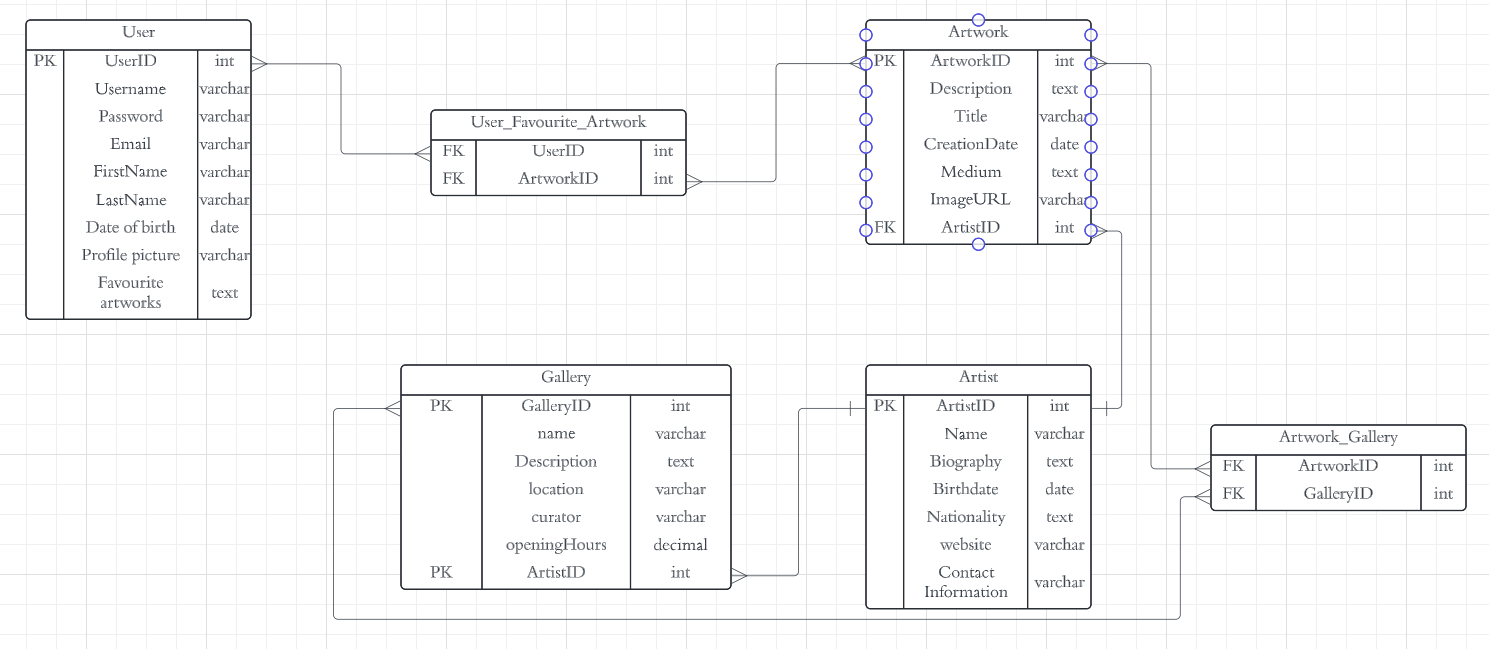 User
PK UserID int
Username varchar
Password varchar
Email varchar
FirstName varchar
LastName varchar
Date of birth date
Profile picture varchar
Favourite
artworks text
User_Favourite_Artwork
FK UserID int
FK ArtworkID int
Artwork
PK ArtworkID int
Description text
Title varchar
CreationDate date
Medium text
ImageURL varchar
FK ArtistID int
Gallery
PK GalleryID int
name varchar
Description text
location varchar
curator varchar
openingHours decimal
PK ArtistID int
Artist
PK ArtistID int
Name varchar
Biography text
Birthdate date
Nationality text
website varchar
Contact
Information varchar
Artwork_Gallery
FK ArtworkID int
FK GalleryID int